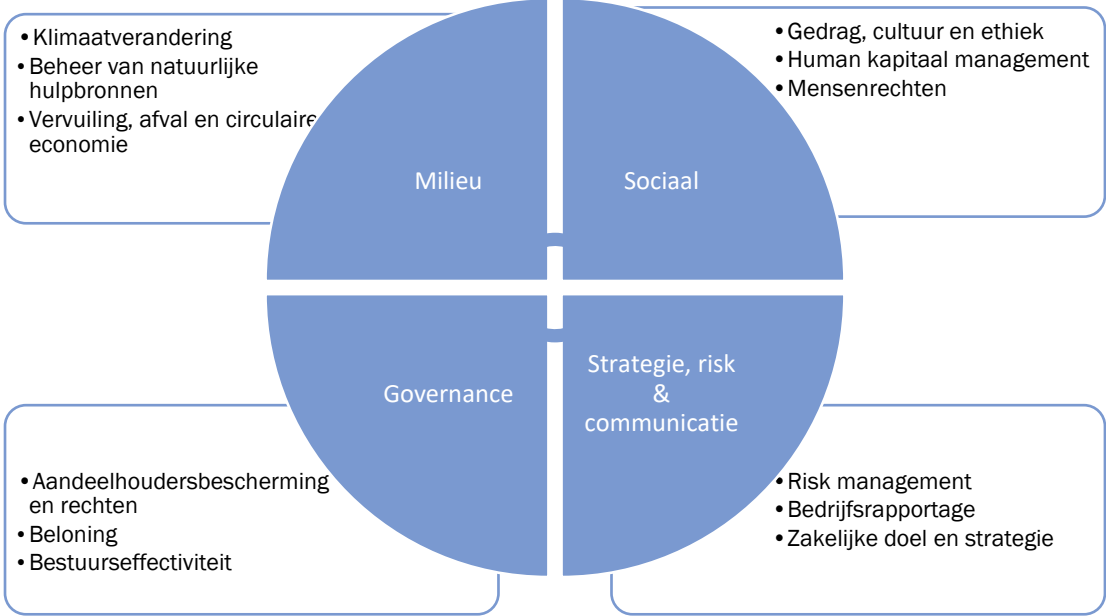 • Klimaatverandering
• Beheer van natuurlijke
hulpbronnen
• Vervuiling, afval en circulaire
economie
Milieu
Sociaal
• Gedrag, cultuur en ethiek
• Human kapitaal management
• Mensenrechten
Governance
Strategie, risk
&
communicatie
• Aandeelhoudersbescherming
en rechten
• Beloning
• Bestuurseffectiviteit
• Risk management
• Bedrijfsrapportage
• Zakelijke doel en strategie